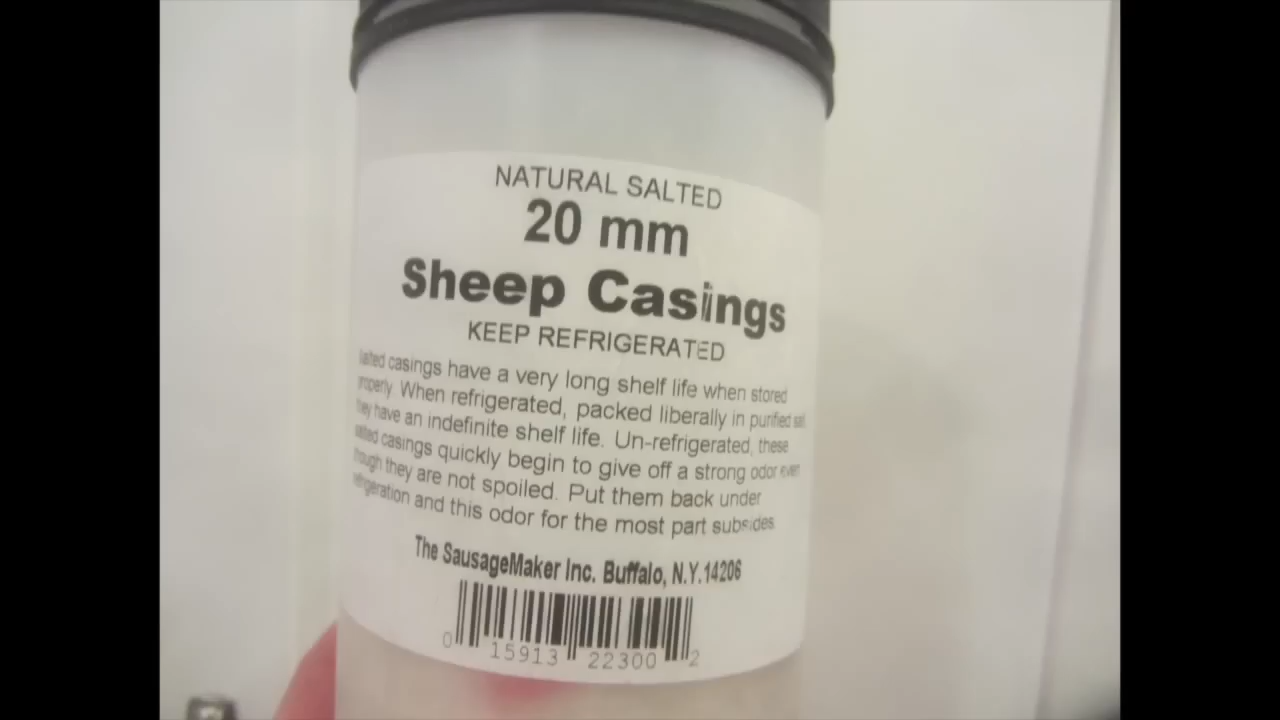 NATURAL SALTED
20 mm
Sheep Casings
KEEP REFRIGERATED
Salted casings have a very long shelf life when stored
properly. When refrigerated, packed liberally in purified salt
they have an indefinite shelf life. Un-refrigerated, these
salted casings quickly begin to give off a strong odor even
though they are not spoiled. Put them back under
refrigeration and this odor for the most part subsides.
The SausageMaker Inc. Buffalo, N.Y.14206
0 15913 22300 2